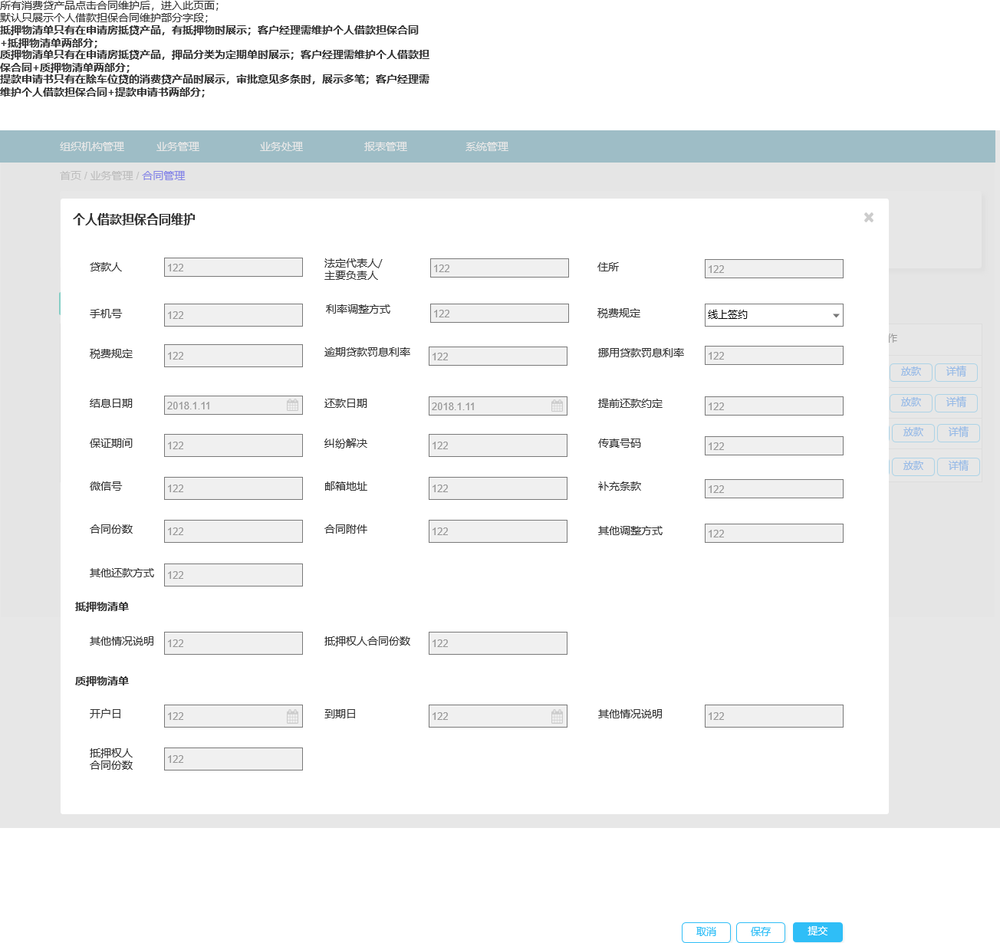 所有消费贷产品点击合同维护后，进入此页面；
默认只展示个人借款担保合同维护部分字段；
抵押物清单只有在申请房抵贷产品，有抵押物时展示；客户经理需维护个人借款担保合同
+抵押物清单两部分；
质押物清单只有在申请房抵贷产品，押品分类为定期单时展示；客户经理需维护个人借款担
保合同+质押物清单两部分；
提款申请书只有在除车位贷的消费贷产品时展示，审批意见多条时，展示多笔；客户经理需
维护个人借款担保合同+提款申请书两部分；
组织机构管理 业务管理 业务处理 报表管理 系统管理
首页 / 业务管理 / 合同管理
个人借款担保合同维护
贷款人 122 法定代表人/
主要负责人 122 住所 122
手机号 122 利率调整方式 122 税费规定 线上签约
作
税费规定 122 逾期贷款罚息利率 122 挪用贷款罚息利率 122
放款 详情
结息日期 2018.1.11 还款日期 2018.1.11 提前还款约定 122
放款 详情
保证期间 122 纠纷解决 122 传真号码 122
放款 详情
微信号 122 邮箱地址 122 补充条款 122
放款 详情
合同份数 122 合同附件 122 其他调整方式 122
其他还款方式 122
抵押物清单
其他情况说明 122 抵押权人合同份数 122
质押物清单
开户日 122 到期日 122 其他情况说明 122
抵押权人
合同份数 122
取消 保存 提交